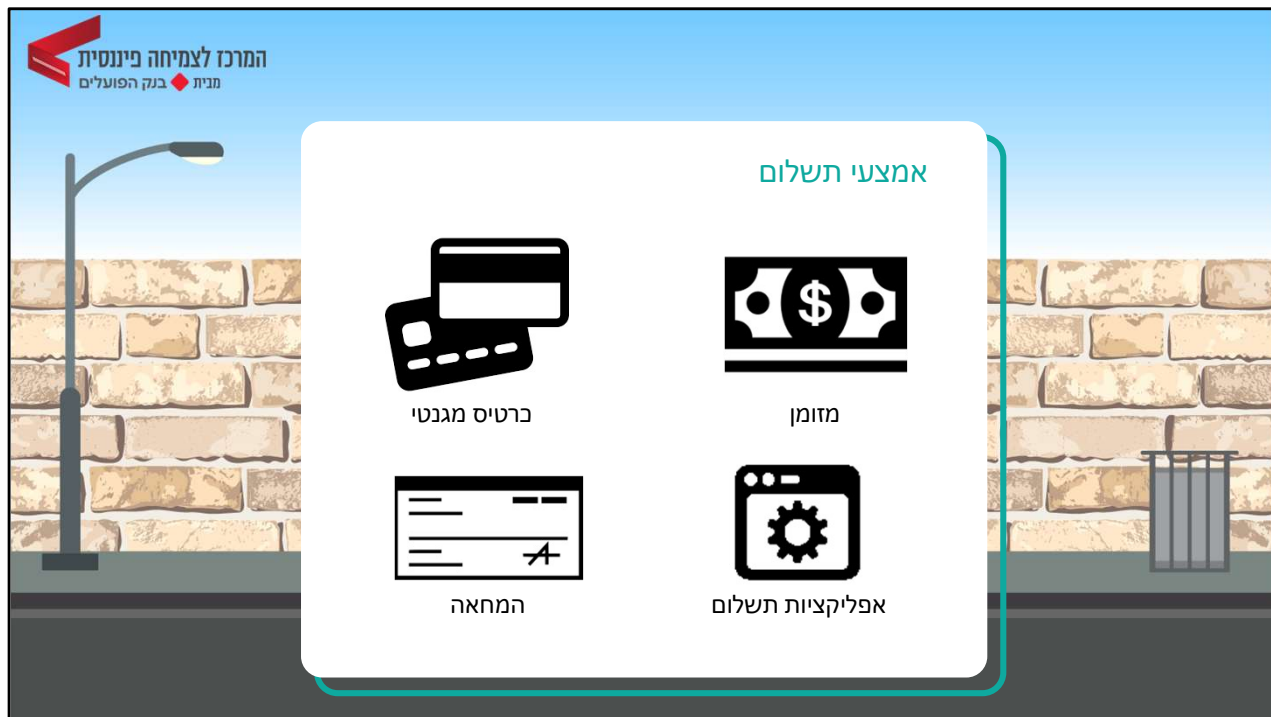 המרכז לצמיחה פיננסית
מבית בנק הפועלים
אמצעי תשלום
$
מזומן
כרטיס מגנטי
אפליקציות תשלום
המחאה